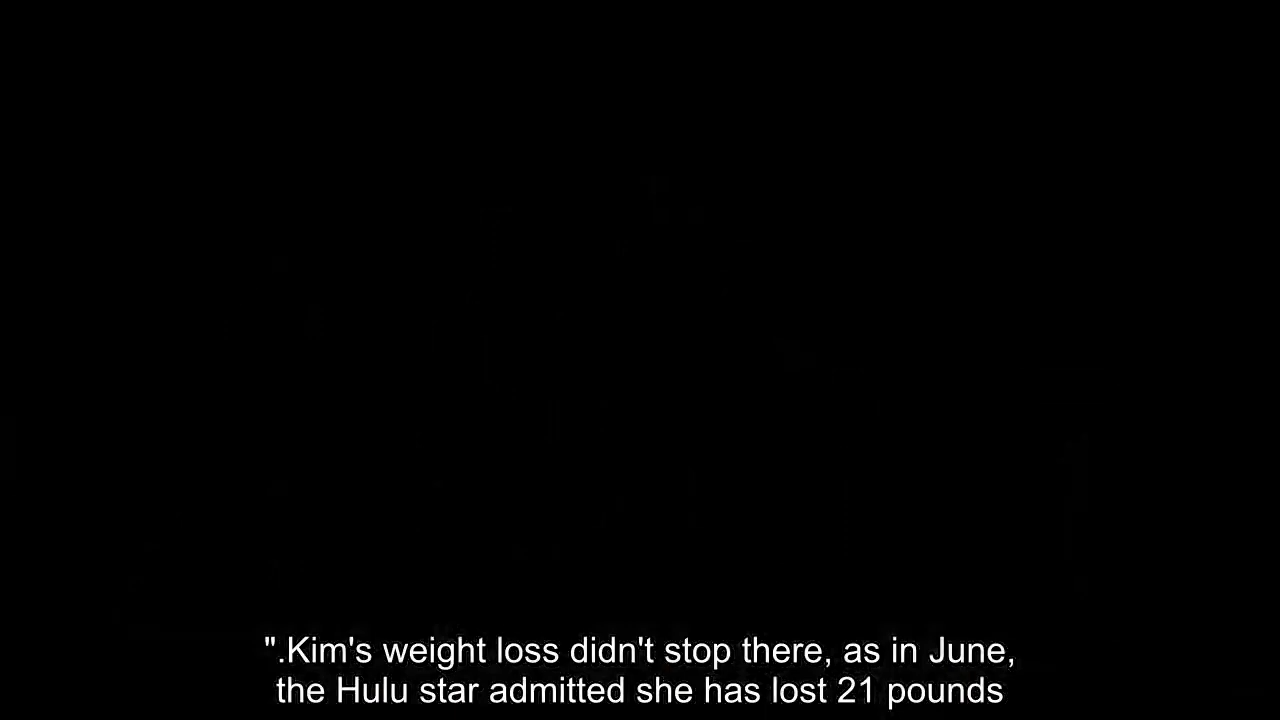 ".Kim's weight loss didn't stop there, as in June,
the Hulu star admitted she has lost 21 pounds